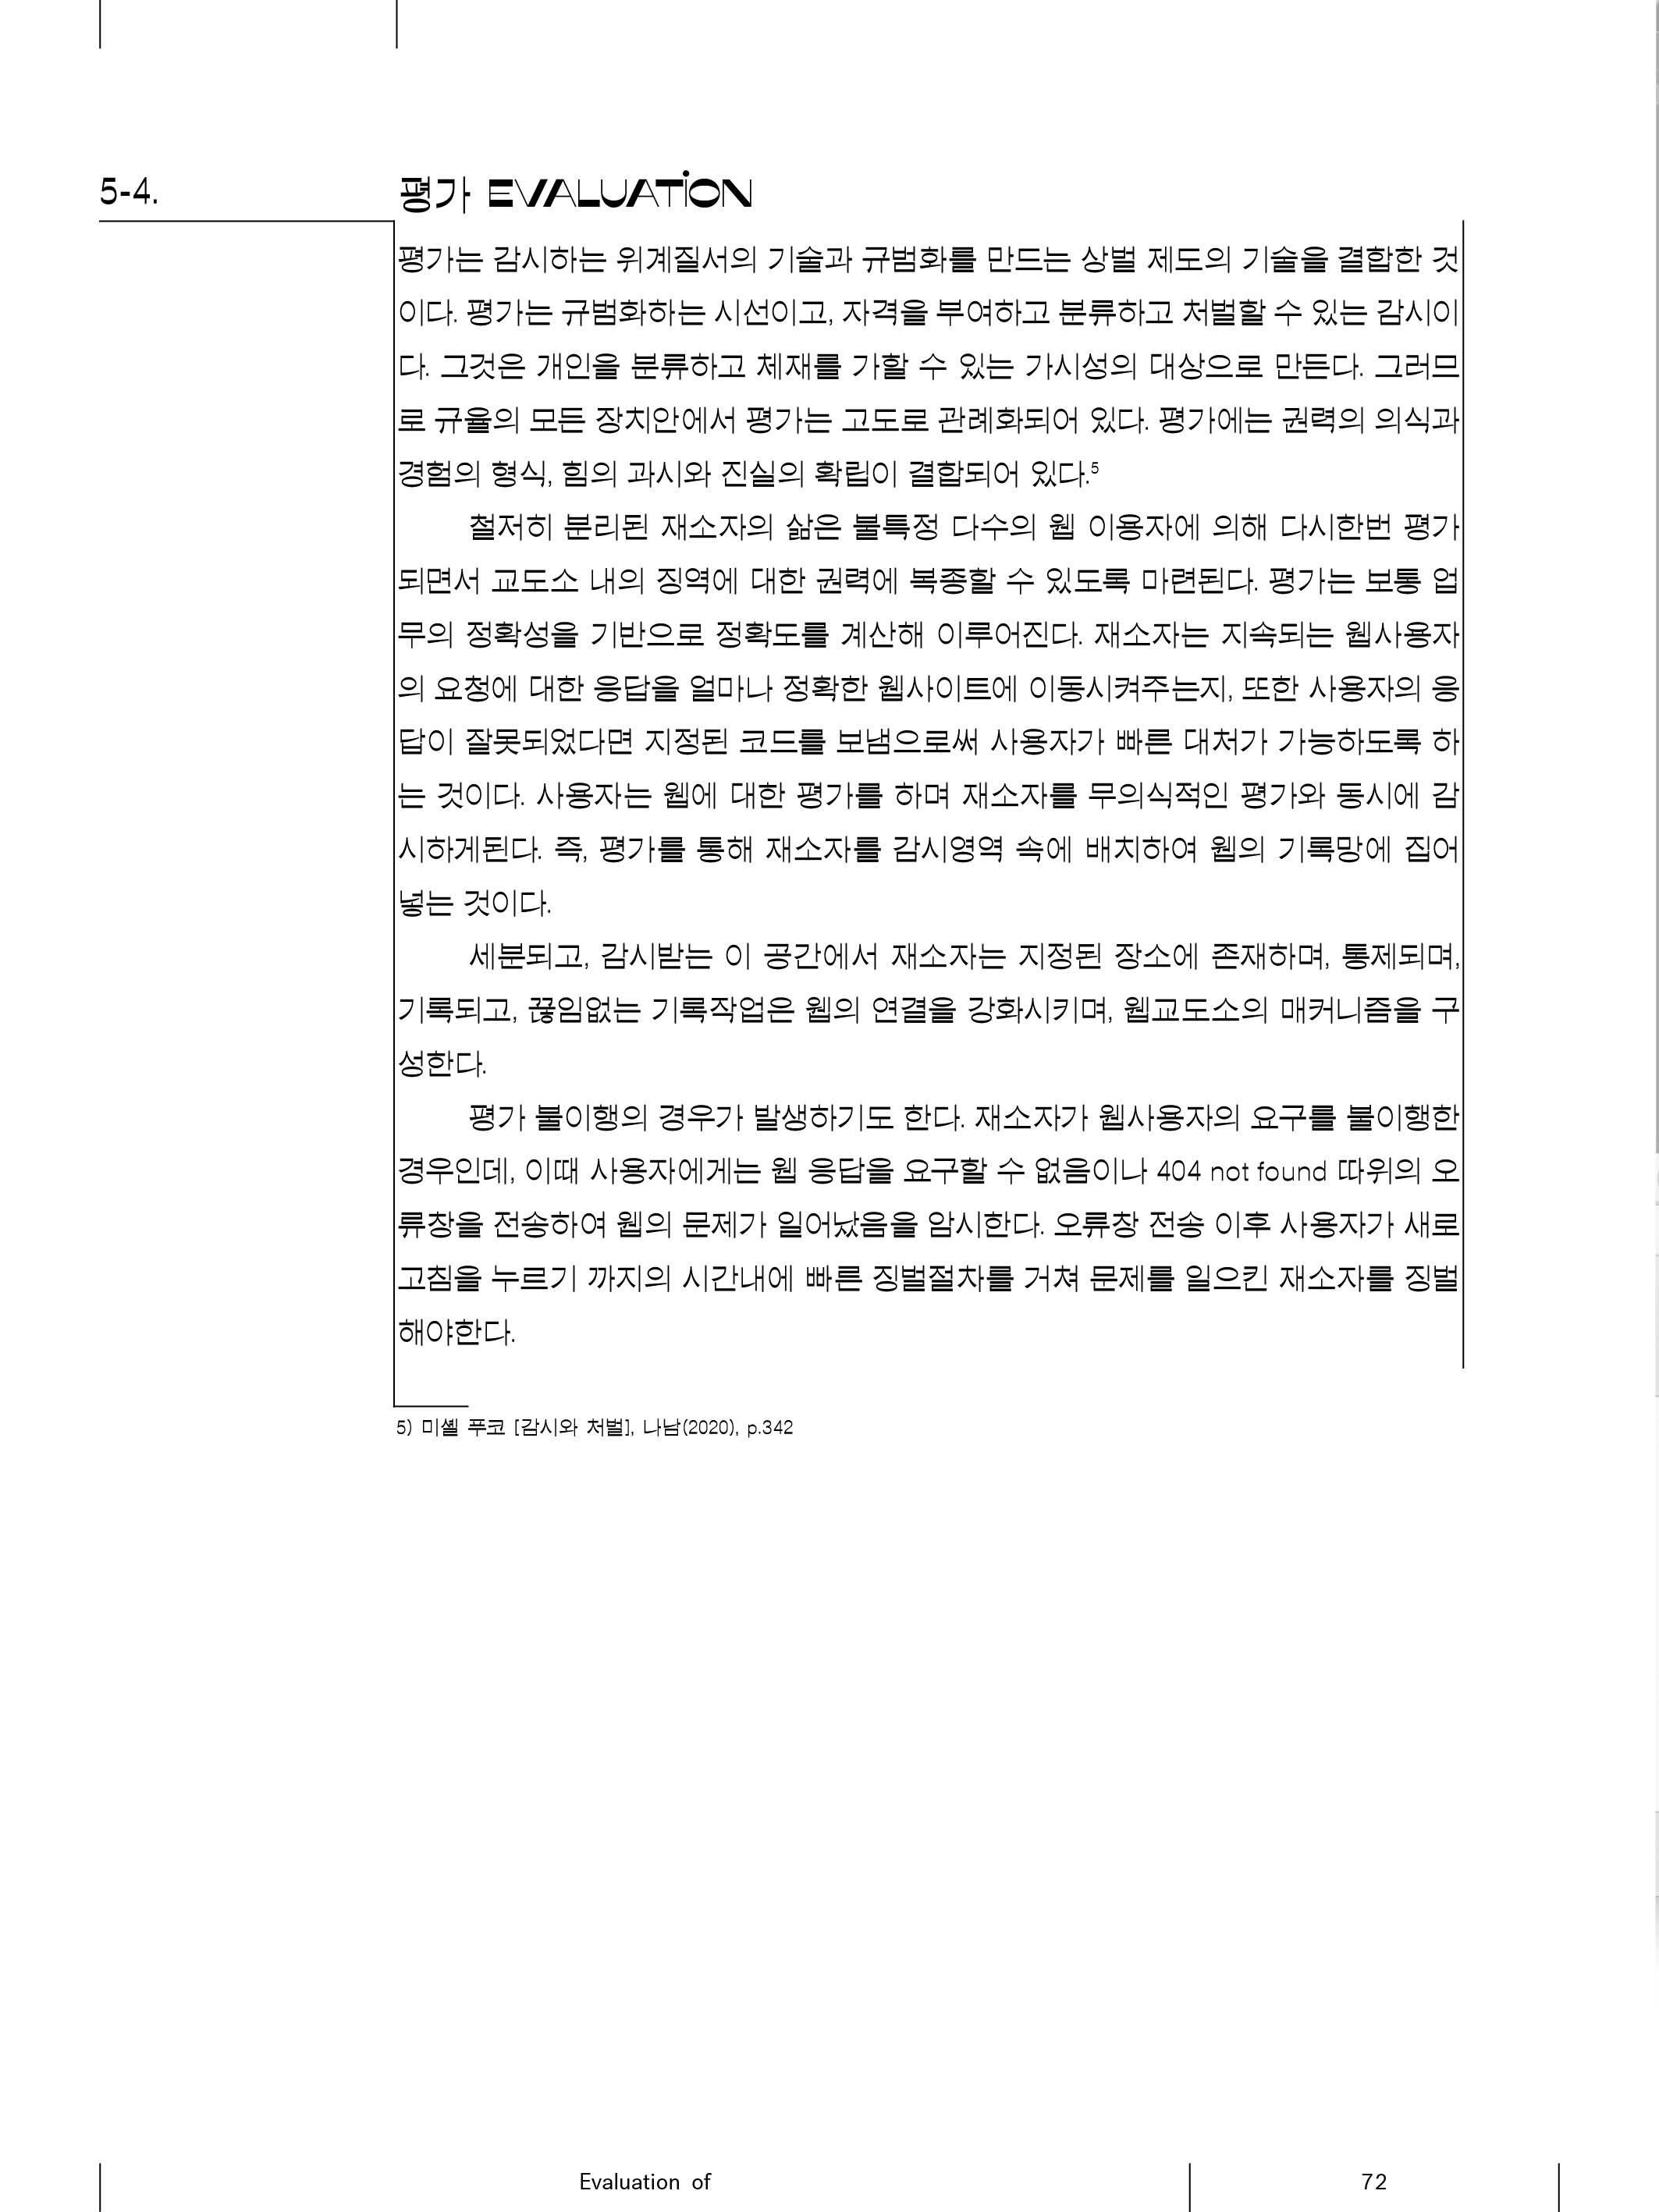 5-4.
평가 EVALUATiON
평가는 감시하는 위계질서의 기술과 규범화를 만드는 상벌 제도의 기술을 결합한 것
이다. 평가는 규범화하는 시선이고, 자격을 부여하고 분류하고 처벌할 수 있는 감시이
다. 그것은 개인을 분류하고 체재를 가할 수 있는 가시성의 대상으로 만든다. 그러므
로 규율의 모든 장치안에서 평가는 고도로 관례화되어 있다. 평가에는 권력의 의식과
경험의 형식, 힘의 과시와 진실의 확립이 결합되어 있다.5
철저히 분리된 재소자의 삶은 불특정 다수의 웹 이용자에 의해 다시한번 평가
되면서 교도소 내의 징역에 대한 권력에 복종할 수 있도록 마련된다. 평가는 보통 업
무의 정확성을 기반으로 정확도를 계산해 이루어진다. 재소자는 지속되는 웹사용자
의 요청에 대한 응답을 얼마나 정확한 웹사이트에 이동시켜주는지, 또한 사용자의 응
답이 잘못되었다면 지정된 코드를 보냄으로써 사용자가 빠른 대처가 가능하도록 하
는 것이다. 사용자는 웹에 대한 평가를 하며 재소자를 무의식적인 평가와 동시에 감
시하게된다. 즉, 평가를 통해 재소자를 감시영역 속에 배치하여 웹의 기록망에 집어
넣는 것이다.
세분되고, 감시받는 이 공간에서 재소자는 지정된 장소에 존재하며, 통제되며,
기록되고, 끊임없는 기록작업은 웹의 연결을 강화시키며, 웹교도소의 매커니즘을 구
성한다.
평가 불이행의 경우가 발생하기도 한다. 재소자가 웹사용자의 요구를 불이행한
경우인데, 이때 사용자에게는 웹 응답을 요구할 수 없음이나 404 not found 따위의 오
류창을 전송하여 웹의 문제가 일어났음을 암시한다. 오류창 전송 이후 사용자가 새로
고침을 누르기 까지의 시간내에 빠른 징벌절차를 거쳐 문제를 일으킨 재소자를 징벌
해야한다.
5) 미셸 푸코 [감시와 처벌], 나남(2020), p.342
Evaluation of
72